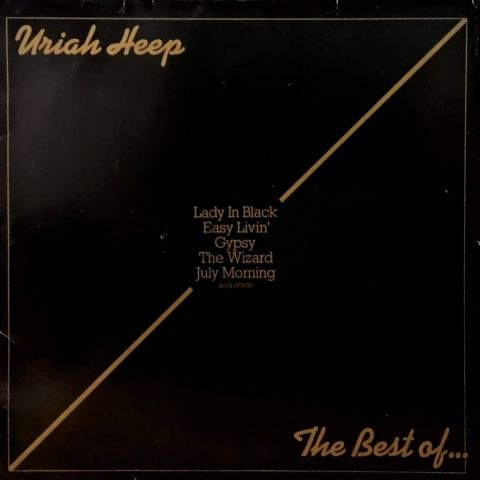 Uriah Heep
Lady In Black
Easy Livin'
Gypsy
The Wizard
July Morning
and others
The Best of...